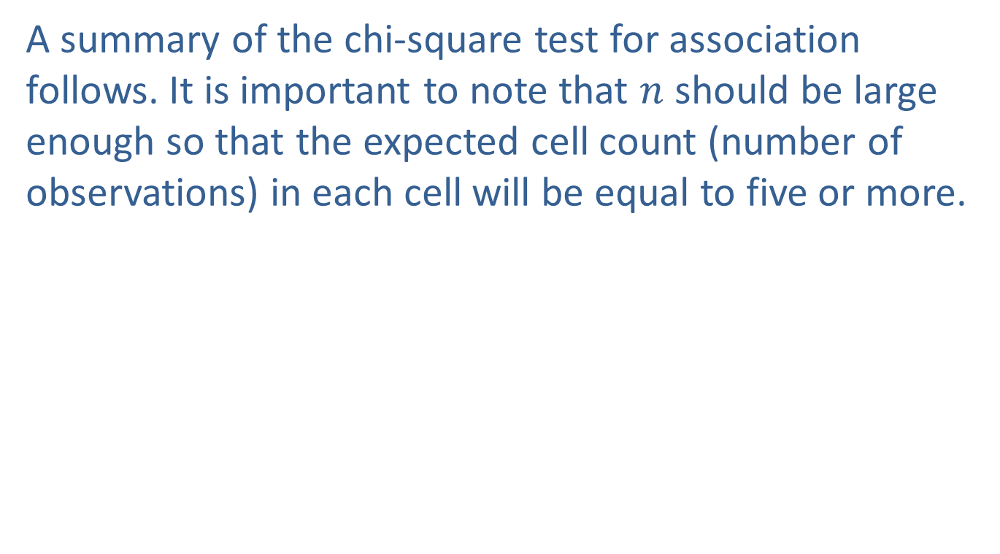 A summary of the chi-square test for association
follows. It is important to note that 𝑛 should be large
enough so that the expected cell count (number of
observations) in each cell will be equal to five or more.